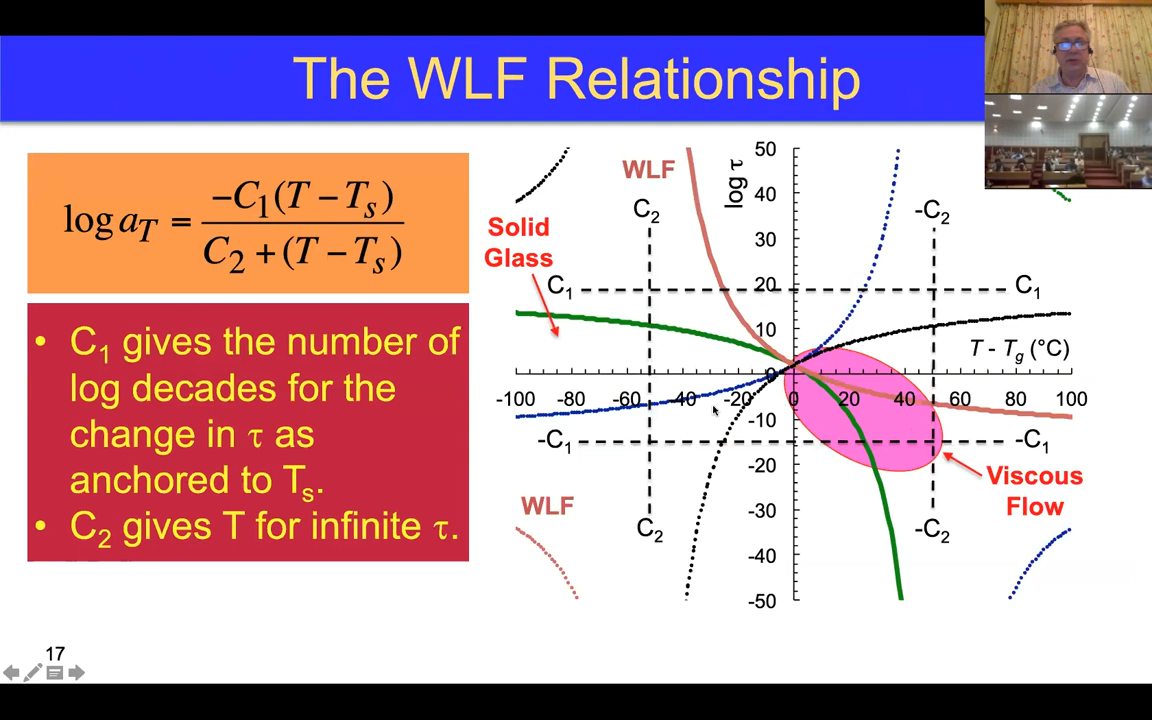 The WLF Relationship
log a_T = −C₁(T − Tₛ) / C₂ + (T − Tₛ)
• C₁ gives the number of
log decades for the
change in τ as
anchored to Tₛ.
• C₂ gives T for infinite τ.
WLF
log τ
50
40
30
20
10
0
-10
-20
-30
-40
-50
C₂
-C₂
Solid
Glass
C₁
C₁
T - T_g (°C)
-100 -80 -60 -40 -20 0 20 40 60 80 100
-C₁
-C₁
Viscous
Flow
WLF
C₂
-C₂
17